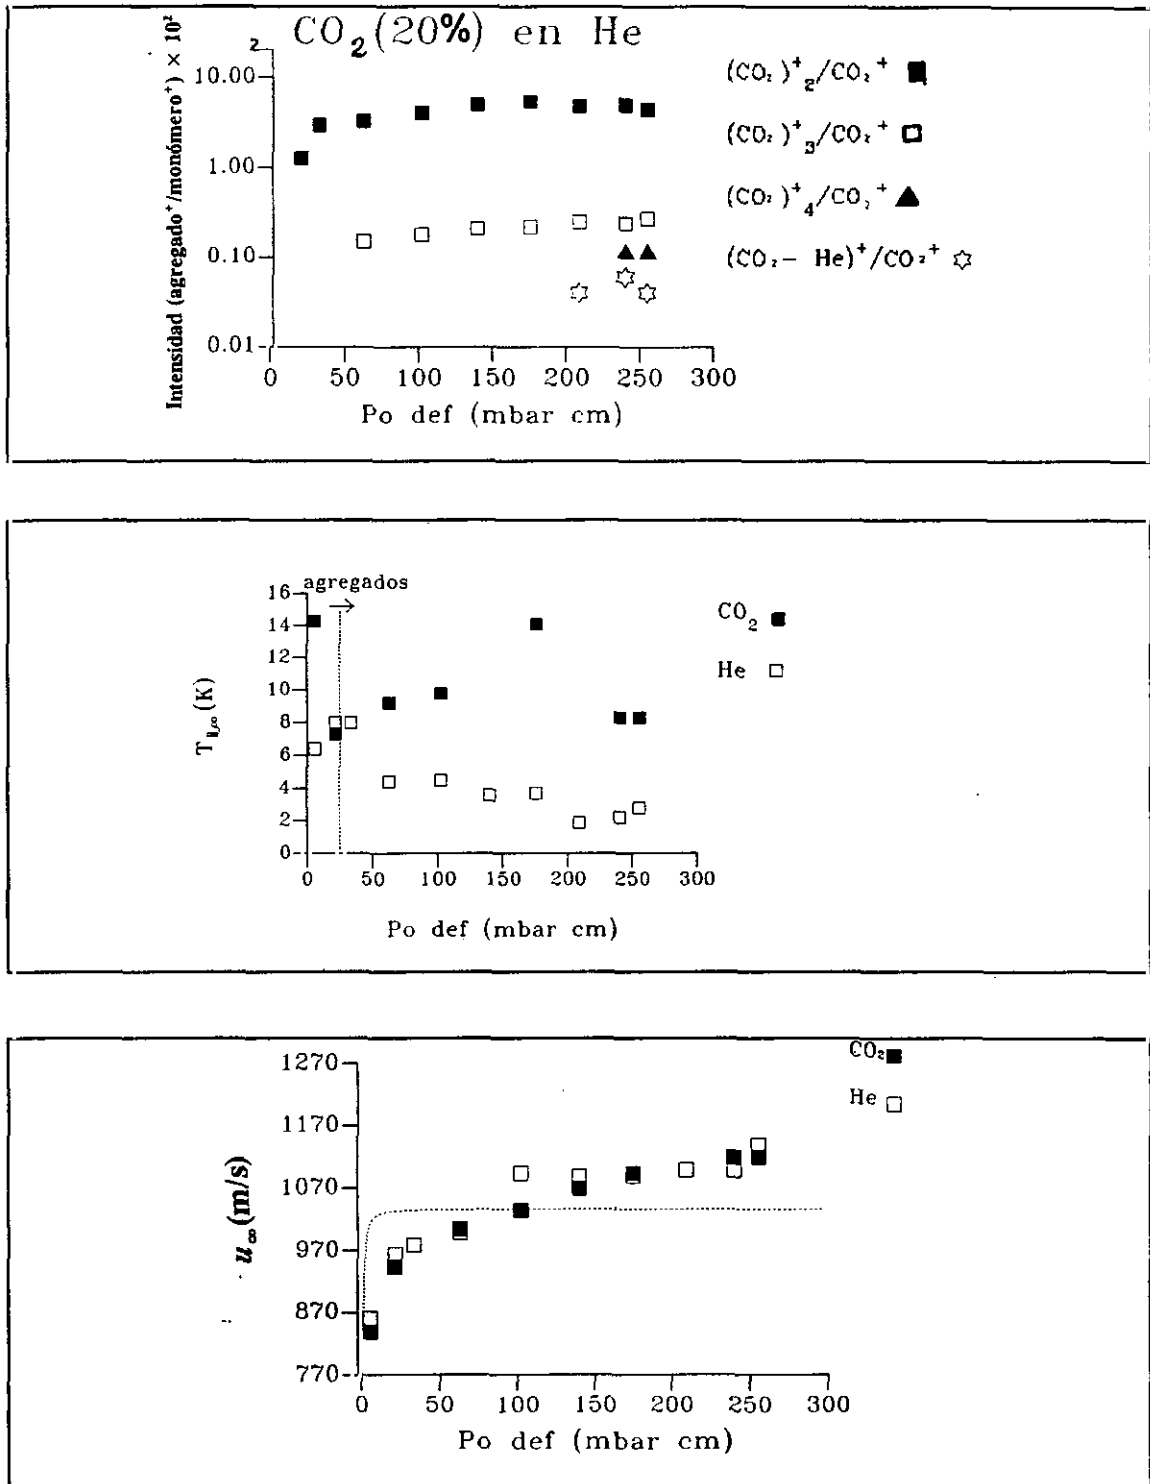 CO₂(20%) en He
Intensidad (agregado⁺/monómero⁺) × 10²
2
10.00
1.00
0.10
0.01
0 50 100 150 200 250 300
Po def (mbar cm)
(CO₂)⁺₂/CO₂⁺
(CO₂)⁺₃/CO₂⁺
(CO₂)⁺₄/CO₂⁺
(CO₂– He)⁺/CO₂⁺
agregados
T∥,∞(K)
16
14
12
10
8
6
4
2
0
0 50 100 150 200 250 300
Po def (mbar cm)
CO₂
He
u∞(m/s)
1270
1170
1070
970
870
770
0 50 100 150 200 250 300
Po def (mbar cm)
CO₂
He